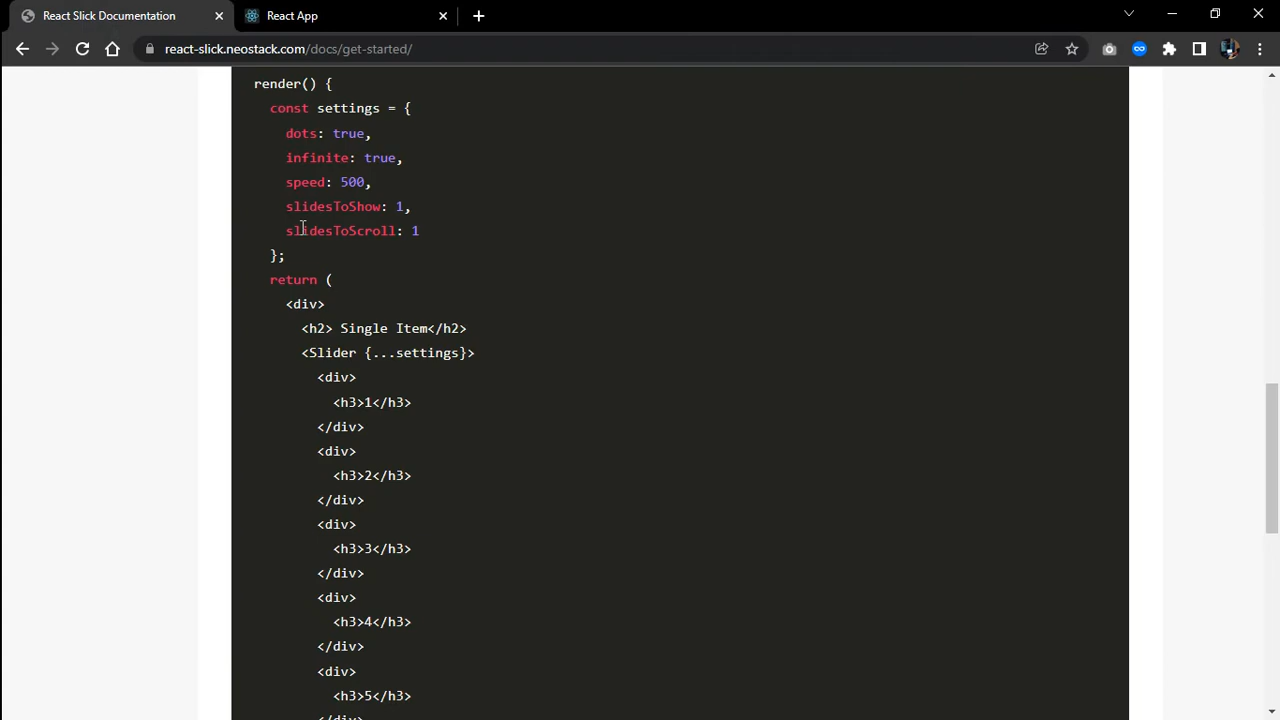 React Slick Documentation
React App
react-slick.neostack.com/docs/get-started/
render() {
const settings = {
dots: true,
infinite: true,
speed: 500,
slidesToShow: 1,
slidesToScroll: 1
};
return (
<div>
<h2> Single Item</h2>
<Slider {...settings}>
<div>
<h3>1</h3>
</div>
<div>
<h3>2</h3>
</div>
<div>
<h3>3</h3>
</div>
<div>
<h3>4</h3>
</div>
<div>
<h3>5</h3>